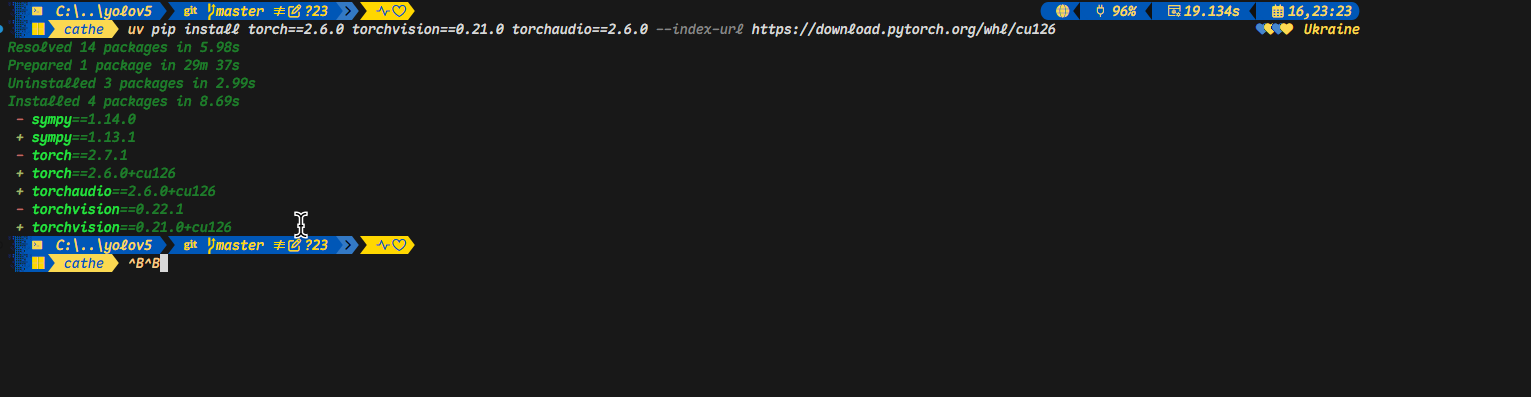 C:\..\yolov5 git master ≠ ?23 96% 19.134s 16,23:23
cathe uv pip install torch==2.6.0 torchvision==0.21.0 torchaudio==2.6.0 --index-url https://download.pytorch.org/whl/cu126 Ukraine
Resolved 14 packages in 5.98s
Prepared 1 package in 29m 37s
Uninstalled 3 packages in 2.99s
Installed 4 packages in 8.69s
- sympy==1.14.0
+ sympy==1.13.1
- torch==2.7.1
+ torch==2.6.0+cu126
+ torchaudio==2.6.0+cu126
- torchvision==0.22.1
+ torchvision==0.21.0+cu126
C:\..\yolov5 git master ≠ ?23
cathe ^B^B